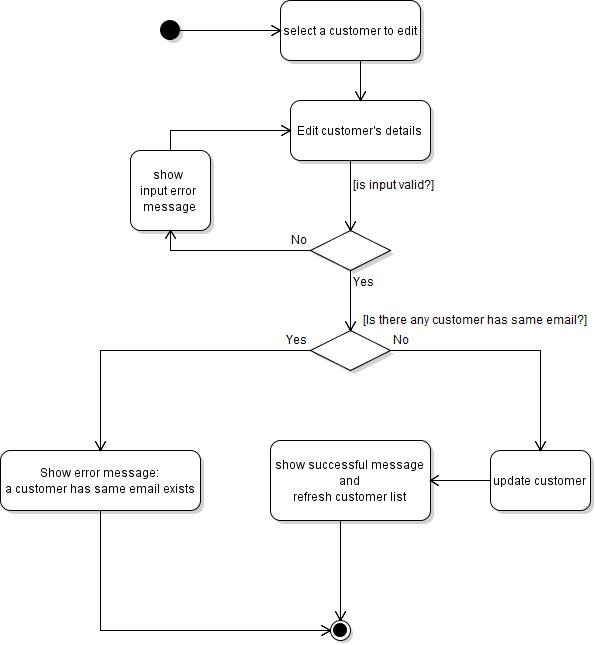 select a customer to edit
Edit customer's details
show
input error
message
[is input valid?]
No
Yes
[Is there any customer has same email?]
Yes
No
Show error message:
a customer has same email exists
show successful message
and
refresh customer list
update customer